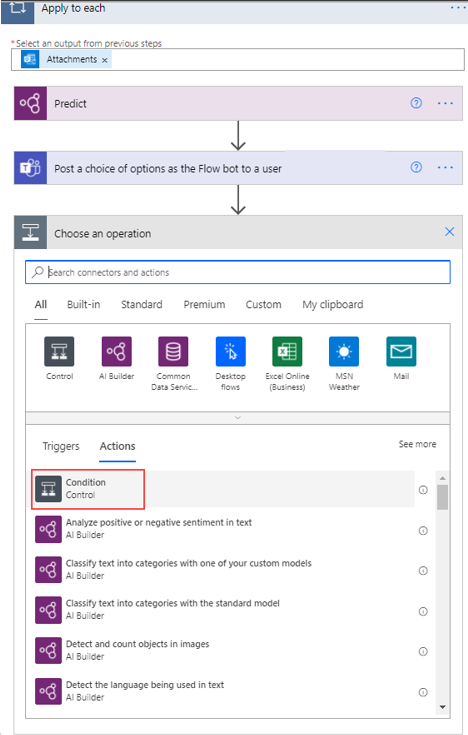 Apply to each
* Select an output from previous steps
Attachments ×
Predict
Post a choice of options as the Flow bot to a user
Choose an operation
Search connectors and actions
All Built-in Standard Premium Custom My clipboard
Control AI Builder Common Data Servic... Desktop flows Excel Online (Business) MSN Weather Mail
Triggers Actions See more
Condition
Control
Analyze positive or negative sentiment in text
AI Builder
Classify text into categories with one of your custom models
AI Builder
Classify text into categories with the standard model
AI Builder
Detect and count objects in images
AI Builder
Detect the language being used in text
AI Builder